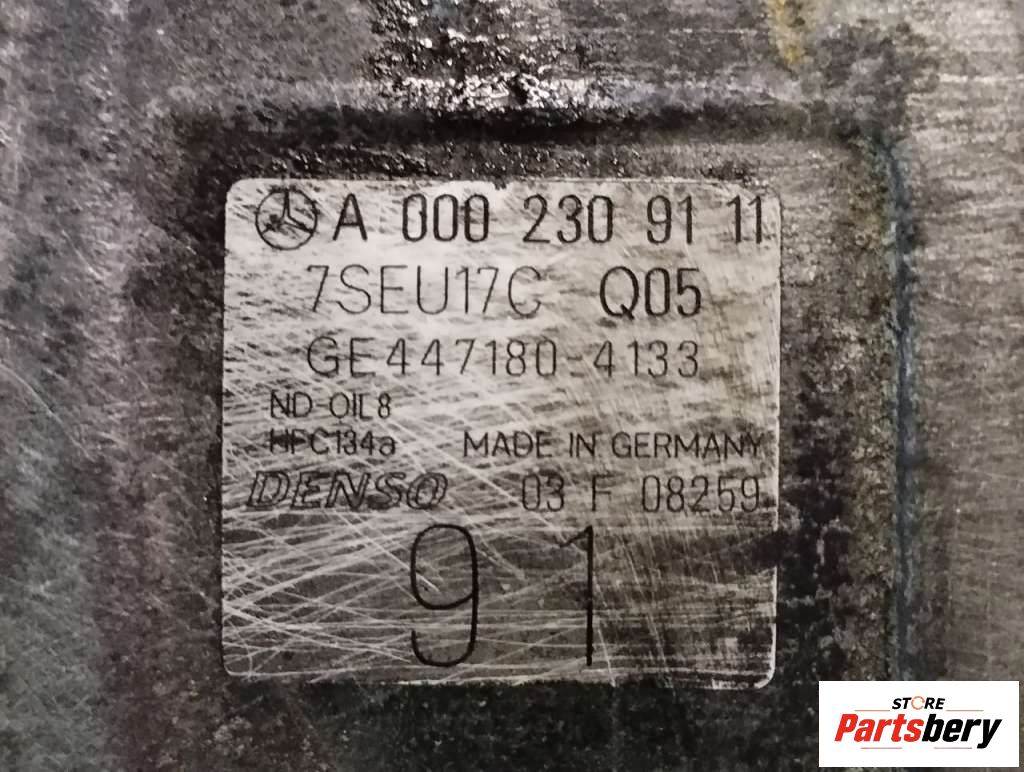 A 000 230 91 11
7SEU17C Q05
GE447180-4133
ND-OIL8
HFC134a MADE IN GERMANY
DENSO 03 F 08259
91
STORE
Partsbery